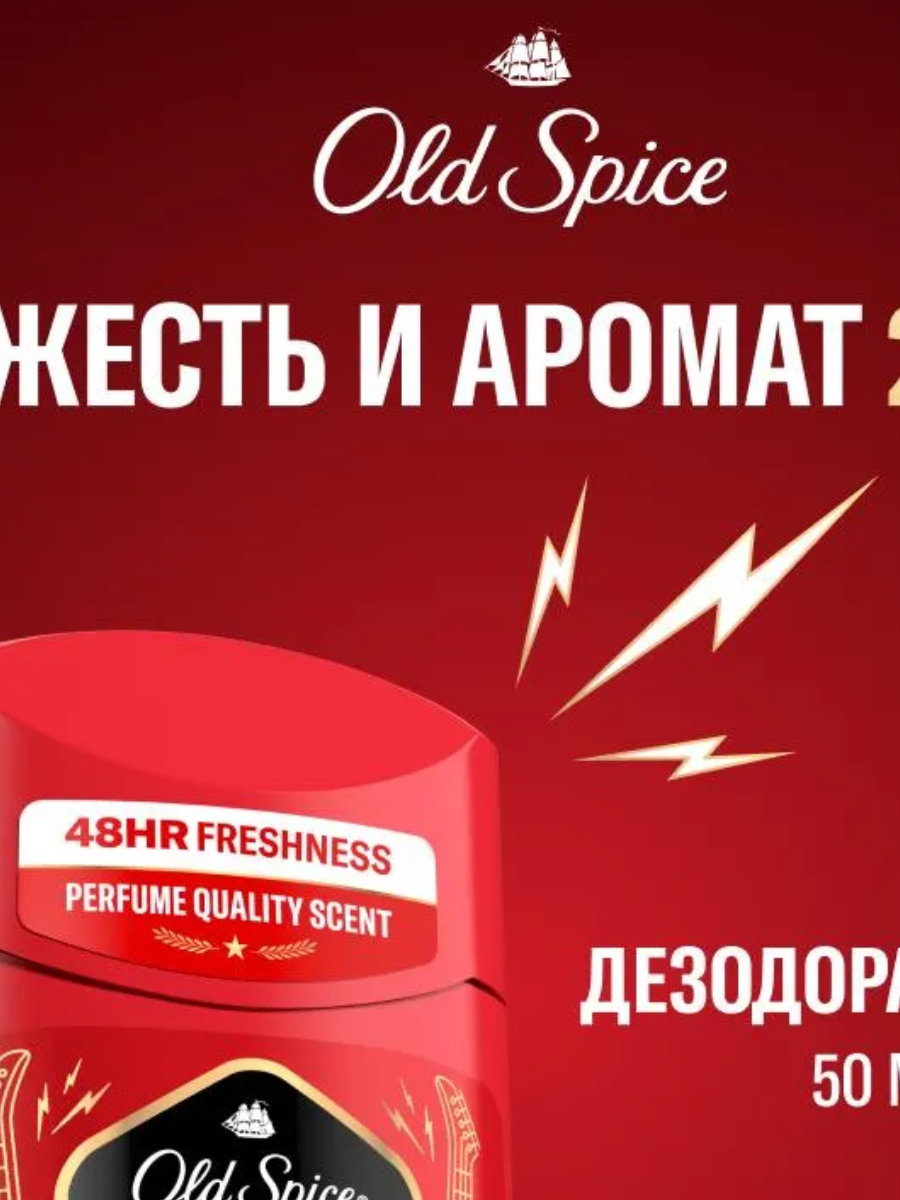 Old Spice
ЖЕСТЬ И АРОМАТ
48HR FRESHNESS
PERFUME QUALITY SCENT
ДЕЗОДОРА
50
Old Spice